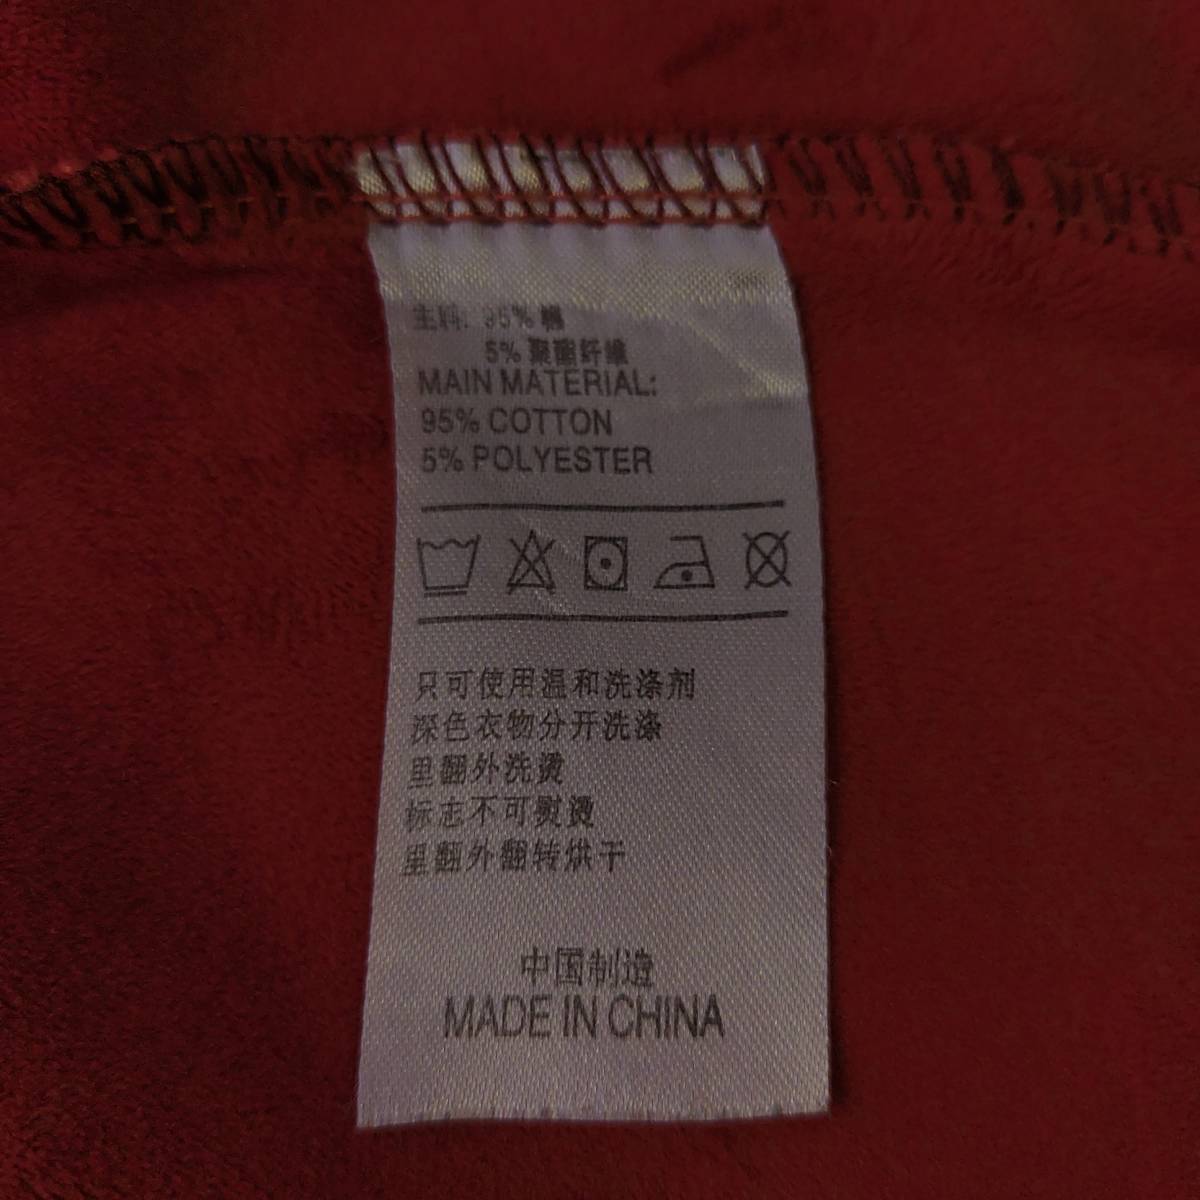 主料: 95% 棉
5% 聚酯纤维
MAIN MATERIAL:
95% COTTON
5% POLYESTER
只可使用温和洗涤剂
深色衣物分开洗涤
里翻外洗烫
标志不可熨烫
里翻外翻转烘干
中国制造
MADE IN CHINA